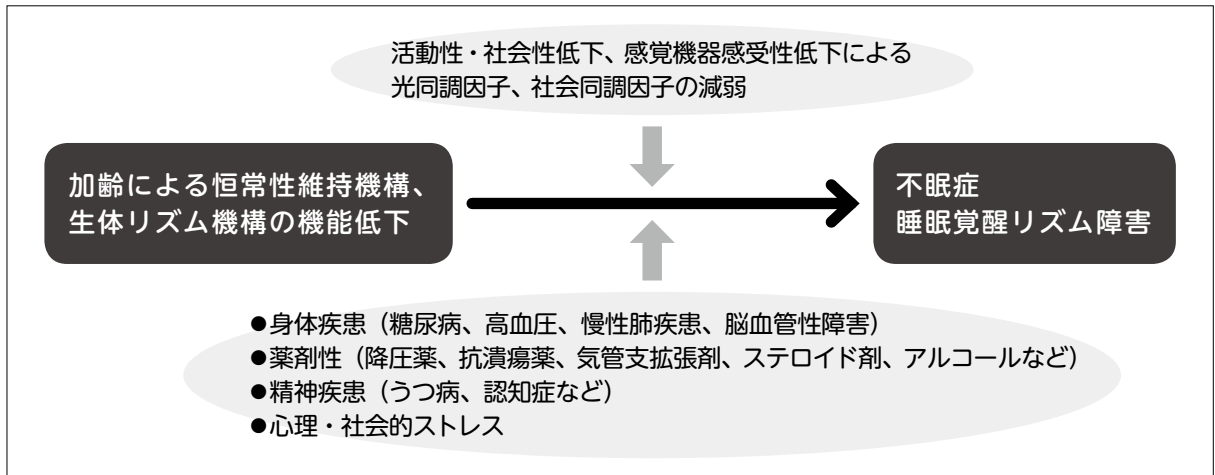 活動性・社会性低下、感覚機器感受性低下による
光同調因子、社会同調因子の減弱
加齢による恒常性維持機構、
生体リズム機構の機能低下
不眠症
睡眠覚醒リズム障害
●身体疾患（糖尿病、高血圧、慢性肺疾患、脳血管性障害）
●薬剤性（降圧薬、抗潰瘍薬、気管支拡張剤、ステロイド剤、アルコールなど）
●精神疾患（うつ病、認知症など）
●心理・社会的ストレス